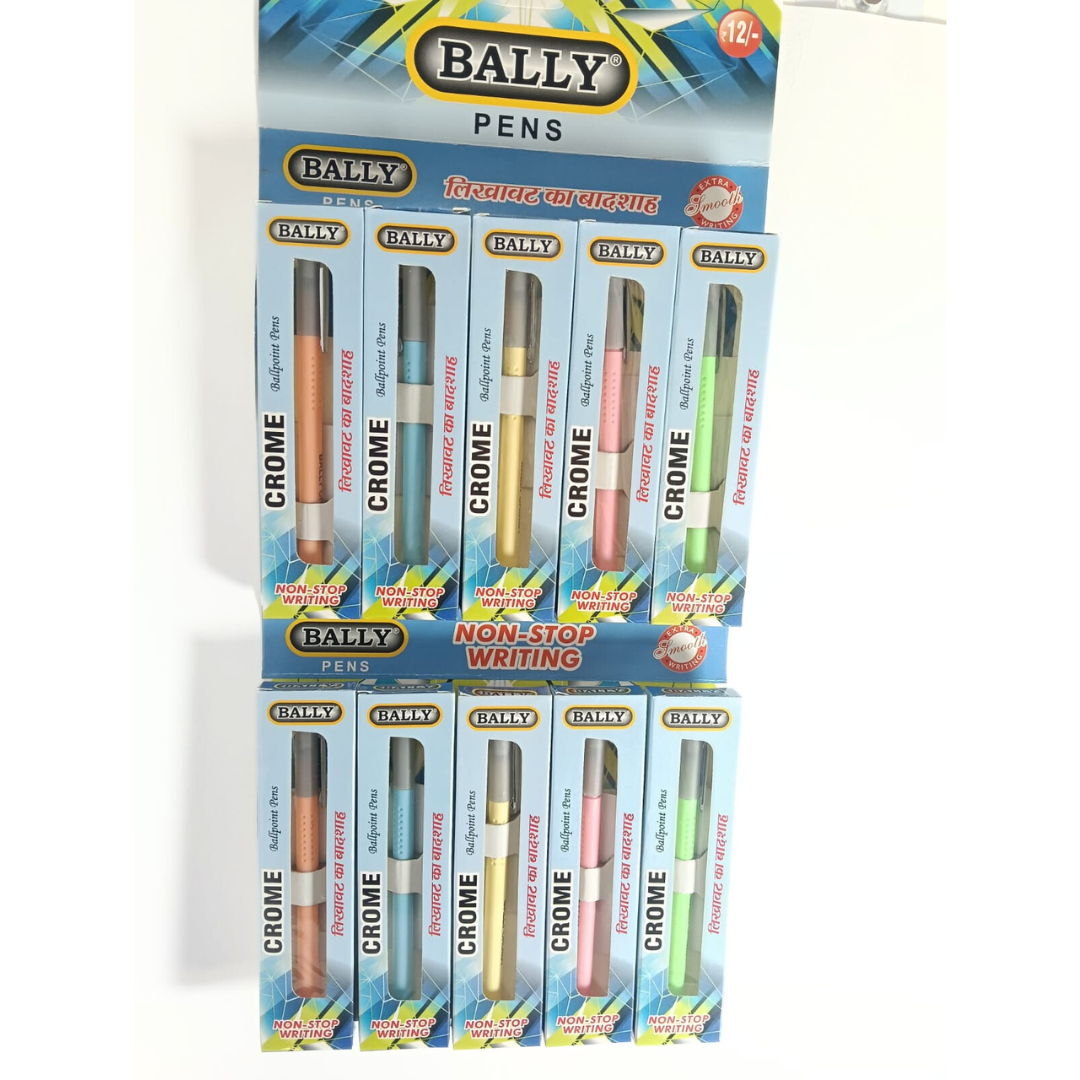 ₹12/-
BALLY®
PENS
BALLY®
PENS
लिखावट का बादशाह
EXTRA
Smooth
WRITING
BALLY
Ballpoint Pens
CROME
लिखावट का बादशाह
NON-STOP
WRITING
BALLY
Ballpoint Pens
CROME
लिखावट का बादशाह
NON-STOP
WRITING
BALLY
Ballpoint Pens
CROME
लिखावट का बादशाह
NON-STOP
WRITING
BALLY
Ballpoint Pens
CROME
लिखावट का बादशाह
NON-STOP
WRITING
BALLY
Ballpoint Pens
CROME
लिखावट का बादशाह
NON-STOP
WRITING
BALLY®
PENS
NON-STOP
WRITING
EXTRA
Smooth
WRITING
BALLY
Ballpoint Pens
CROME
लिखावट का बादशाह
NON-STOP
WRITING
BALLY
Ballpoint Pens
CROME
लिखावट का बादशाह
NON-STOP
WRITING
BALLY
Ballpoint Pens
CROME
लिखावट का बादशाह
NON-STOP
WRITING
BALLY
Ballpoint Pens
CROME
लिखावट का बादशाह
NON-STOP
WRITING
BALLY
Ballpoint Pens
CROME
लिखावट का बादशाह
NON-STOP
WRITING